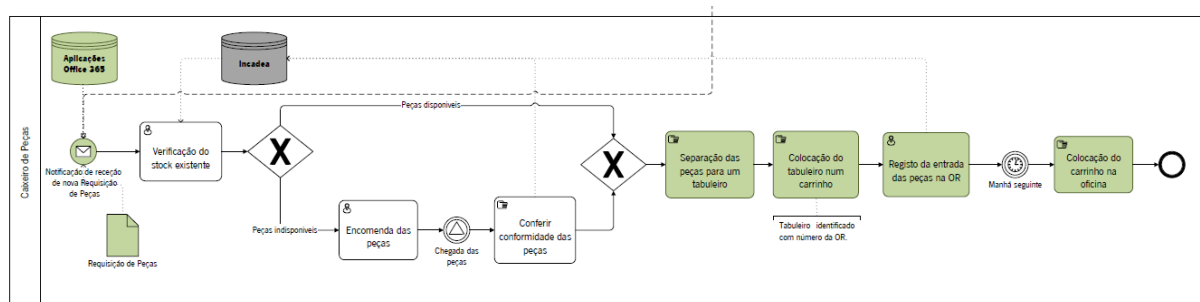 Caixeiro de Peças
Aplicações
Office 365
Incadea
Notificação de receção
de nova Requisição
de Peças
Requisição de Peças
Verificação do
stock existente
Peças disponiveis
Peças indisponiveis
Encomenda das
peças
Chegada das
peças
Conferir
conformidade das
peças
Separação das
peças para um
tabuleiro
Colocação do
tabuleiro num
carrinho
Tabuleiro identificado
com número da OR.
Registo da entrada
das peças na OR
Manhã seguinte
Colocação do
carrinho na
oficina